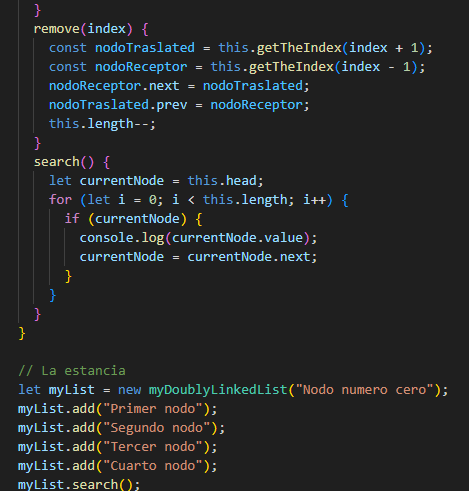 }
remove(index) {
const nodoTraslated = this.getTheIndex(index + 1);
const nodoReceptor = this.getTheIndex(index - 1);
nodoReceptor.next = nodoTraslated;
nodoTraslated.prev = nodoReceptor;
this.length--;
}
search() {
let currentNode = this.head;
for (let i = 0; i < this.length; i++) {
if (currentNode) {
console.log(currentNode.value);
currentNode = currentNode.next;
}
}
}
}
// La estancia
let myList = new myDoublyLinkedList("Nodo numero cero");
myList.add("Primer nodo");
myList.add("Segundo nodo");
myList.add("Tercer nodo");
myList.add("Cuarto nodo");
myList.search();